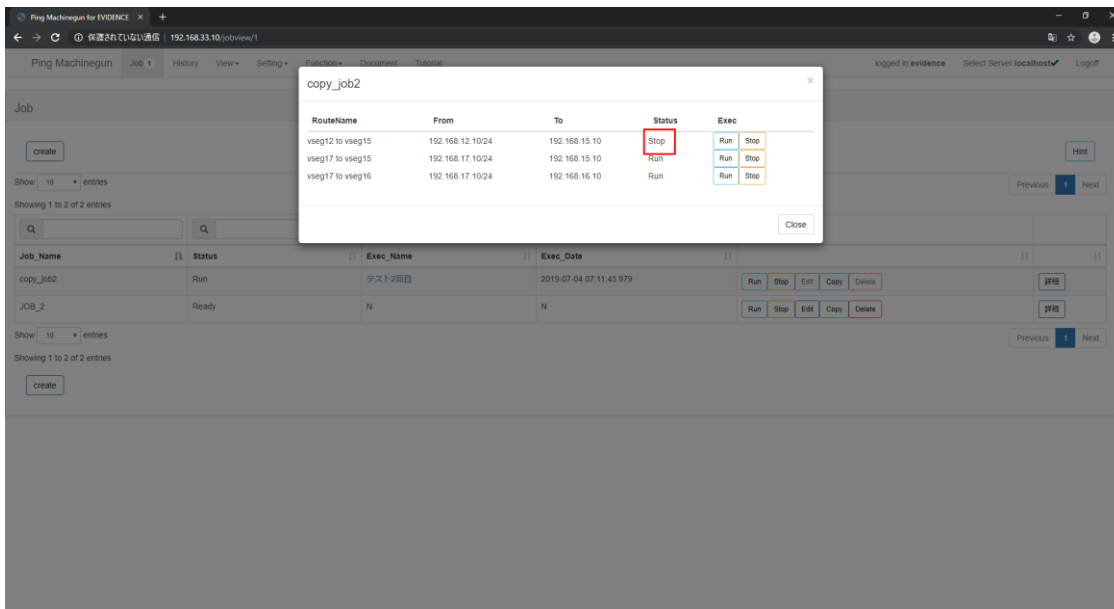 Ping Machinegun for EVIDENCE
保護されていない通信 | 192.168.33.10/jobview/1
Ping Machinegun Job 1 History View Setting Function Document Tutorial logged in:evidence Select Server:localhost✔ Logoff
copy_job2 ×
Job
RouteName From To Status Exec
vseg12 to vseg15 192.168.12.10/24 192.168.15.10 Stop Run Stop
vseg17 to vseg15 192.168.17.10/24 192.168.15.10 Run Run Stop
vseg17 to vseg16 192.168.17.10/24 192.168.16.10 Run Run Stop
create Hint
Show 10 entries Previous 1 Next
Showing 1 to 2 of 2 entries
Close
Job_Name Status Exec_Name Exec_Date
copy_job2 Run テスト2回目 2019-07-04 07:11:43.979 Run Stop Edit Copy Delete 詳細
JOB_2 Ready N N Run Stop Edit Copy Delete 詳細
Show 10 entries Previous 1 Next
Showing 1 to 2 of 2 entries
create